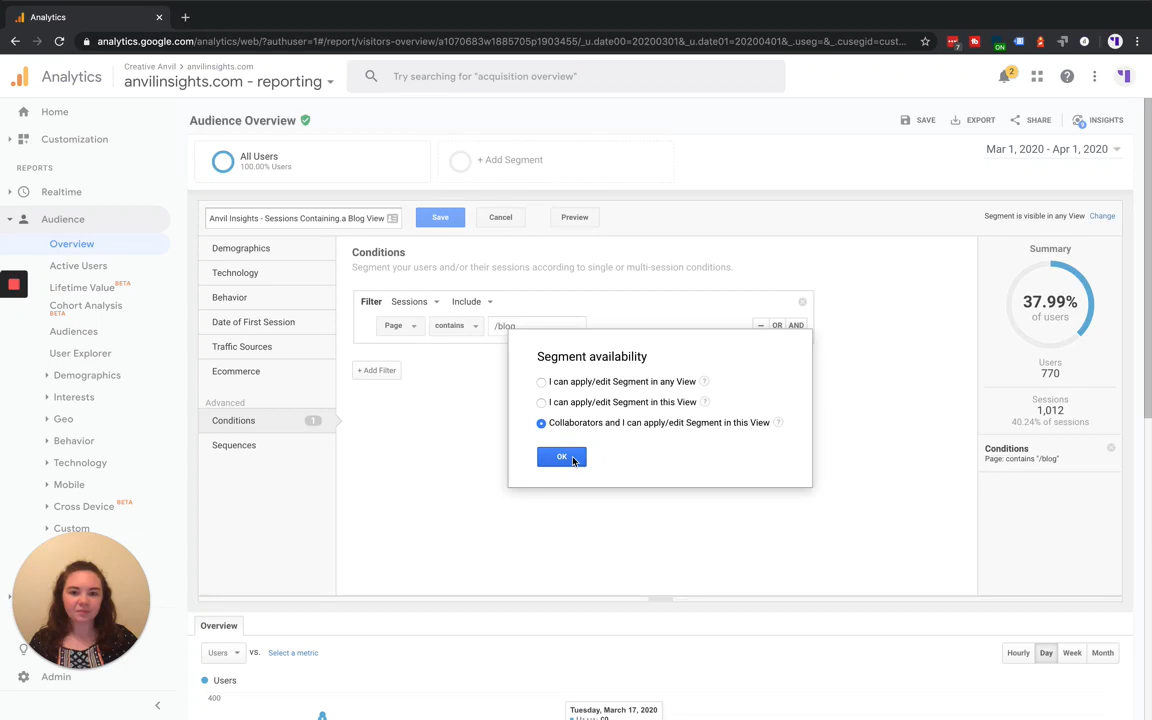 Analytics
analytics.google.com/analytics/web/?authuser=1#/report/visitors-overview/a1070683w1885705p1903455/_u.date00=20200301&_u.date01=20200401&_useg=&_cusegid=cust...
7
ON
Analytics
Creative Anvil > anvilinsights.com
anvilinsights.com - reporting
Try searching for "acquisition overview"
2
Home
Customization
REPORTS
Realtime
Audience
Overview
Active Users
Lifetime Value BETA
Cohort Analysis
BETA
Audiences
User Explorer
Demographics
Interests
Geo
Behavior
Technology
Mobile
Cross Device BETA
Custom
Admin
Audience Overview
SAVE
EXPORT
SHARE
INSIGHTS
All Users
100.00% Users
+ Add Segment
Mar 1, 2020 - Apr 1, 2020
Anvil Insights - Sessions Containing a Blog View
Save
Cancel
Preview
Segment is visible in any View Change
Demographics
Technology
Behavior
Date of First Session
Traffic Sources
Ecommerce
Advanced
Conditions 1
Sequences
Conditions
Segment your users and/or their sessions according to single or multi-session conditions.
Filter Sessions Include
Page contains /blog
– OR AND
+ Add Filter
Segment availability
I can apply/edit Segment in any View ?
I can apply/edit Segment in this View ?
Collaborators and I can apply/edit Segment in this View ?
OK
Summary
37.99%
of users
Users
770
Sessions
1,012
40.24% of sessions
Conditions
Page: contains "/blog"
Overview
Users VS. Select a metric
Hourly Day Week Month
Users
400
Tuesday, March 17, 2020